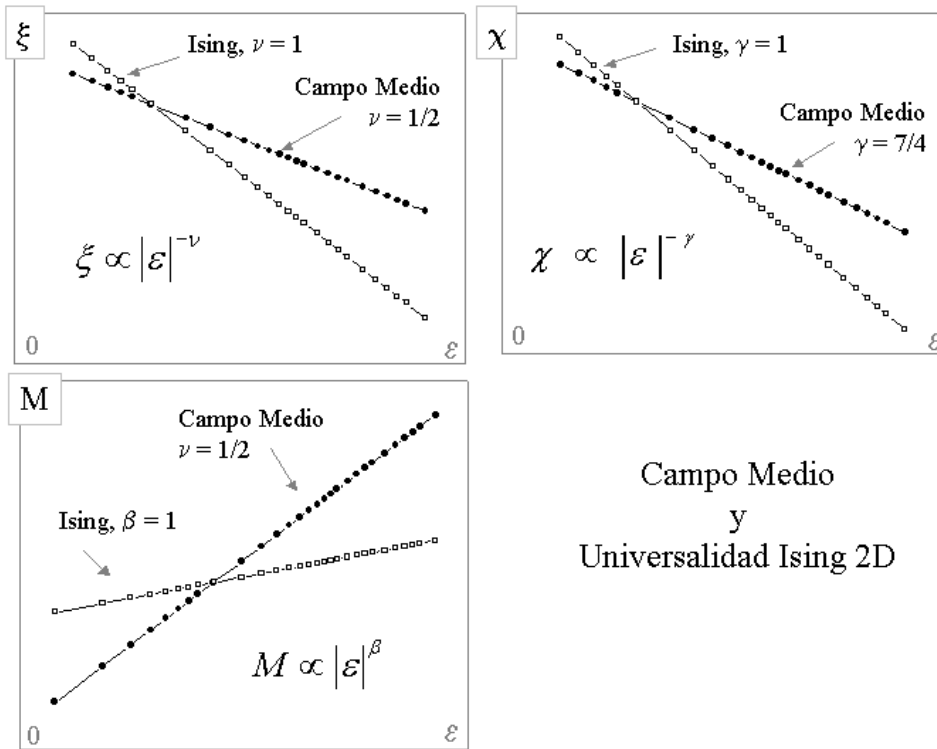 ξ
Ising, ν = 1
Campo Medio
ν = 1/2
ξ ∝ |ε|^{-ν}
0
ε
χ
Ising, γ = 1
Campo Medio
γ = 7/4
χ ∝ |ε|^{-γ}
0
ε
M
Campo Medio
ν = 1/2
Ising, β = 1
M ∝ |ε|^β
0
ε
Campo Medio
y
Universalidad Ising 2D